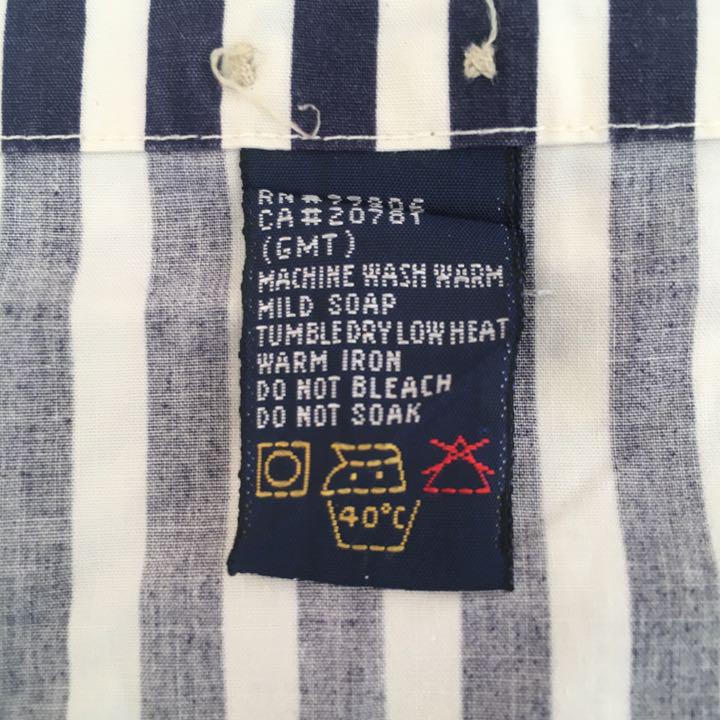 CA#20781
(GMT)
MACHINE WASH WARM
MILD SOAP
TUMBLE DRY LOW HEAT
WARM IRON
DO NOT BLEACH
DO NOT SOAK
40°C